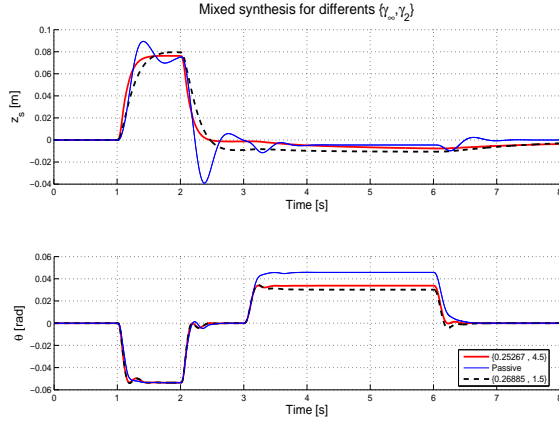 Mixed synthesis for differents {γ∞,γ2}
0.1
0.08
0.06
0.04
0.02
0
−0.02
−0.04
z_s [m]
0 1 2 3 4 5 6 7 8
Time [s]
0.06
0.04
0.02
0
−0.02
−0.04
−0.06
θ [rad]
{0.25267 , 4.5}
Passive
{0.26885 , 1.5}
0 1 2 3 4 5 6 7 8
Time [s]